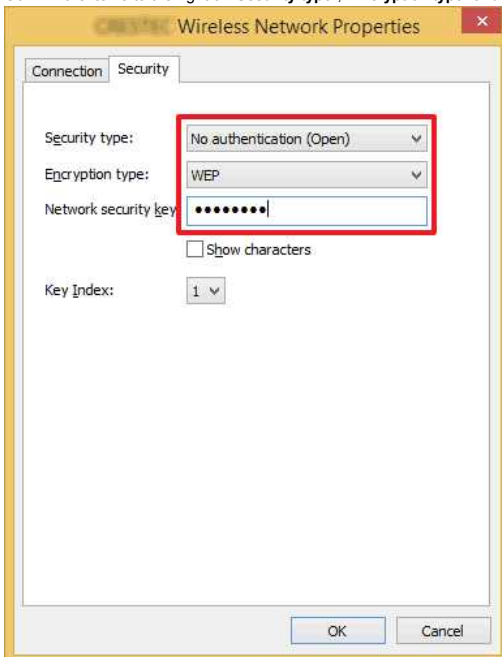 Wireless Network Properties
Connection Security
Security type: No authentication (Open)
Encryption type: WEP
Network security key ••••••••
Show characters
Key Index: 1
OK Cancel